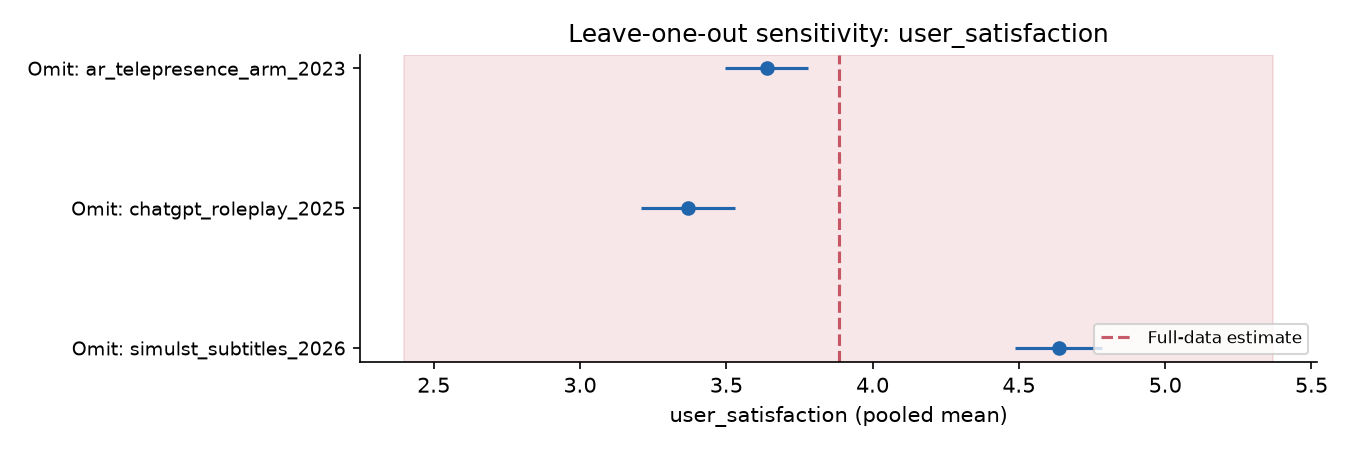 Leave-one-out sensitivity: user_satisfaction
Omit: ar_telepresence_arm_2023
Omit: chatgpt_roleplay_2025
Omit: simulst_subtitles_2026
Full-data estimate
2.5 3.0 3.5 4.0 4.5 5.0 5.5
user_satisfaction (pooled mean)